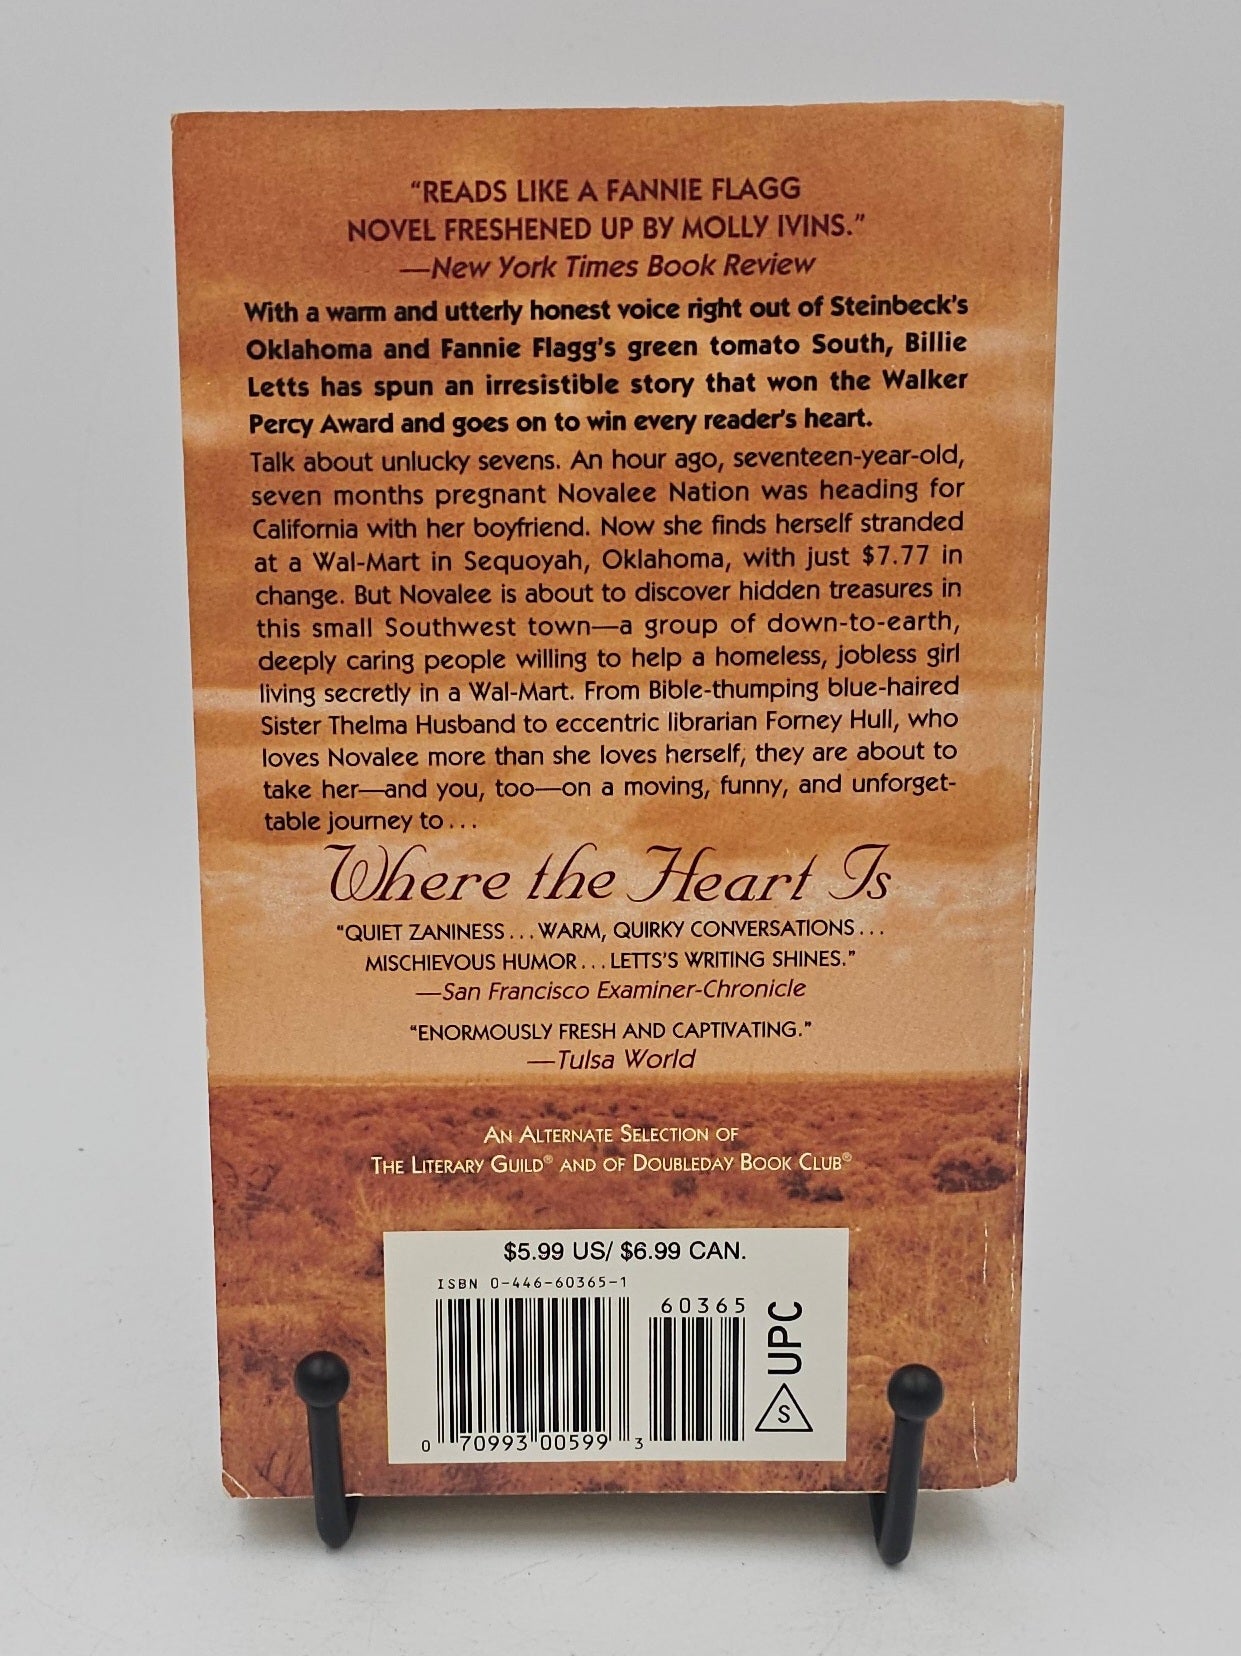 “READS LIKE A FANNIE FLAGG
NOVEL FRESHENED UP BY MOLLY IVINS.”
—New York Times Book Review
With a warm and utterly honest voice right out of Steinbeck's
Oklahoma and Fannie Flagg's green tomato South, Billie
Letts has spun an irresistible story that won the Walker
Percy Award and goes on to win every reader's heart.
Talk about unlucky sevens. An hour ago, seventeen-year-old,
seven months pregnant Novalee Nation was heading for
California with her boyfriend. Now she finds herself stranded
at a Wal-Mart in Sequoyah, Oklahoma, with just $7.77 in
change. But Novalee is about to discover hidden treasures in
this small Southwest town—a group of down-to-earth,
deeply caring people willing to help a homeless, jobless girl
living secretly in a Wal-Mart. From Bible-thumping blue-haired
Sister Thelma Husband to eccentric librarian Forney Hull, who
loves Novalee more than she loves herself, they are about to
take her—and you, too—on a moving, funny, and unforget-
table journey to...
Where the Heart Is
“QUIET ZANINESS...WARM, QUIRKY CONVERSATIONS...
MISCHIEVOUS HUMOR...LETTS'S WRITING SHINES.”
—San Francisco Examiner-Chronicle
“ENORMOUSLY FRESH AND CAPTIVATING.”
—Tulsa World
AN ALTERNATE SELECTION OF
THE LITERARY GUILD® AND OF DOUBLEDAY BOOK CLUB®
$5.99 US/ $6.99 CAN.
ISBN 0-446-60365-1
60365
UPC
S
0 70993 00599 3